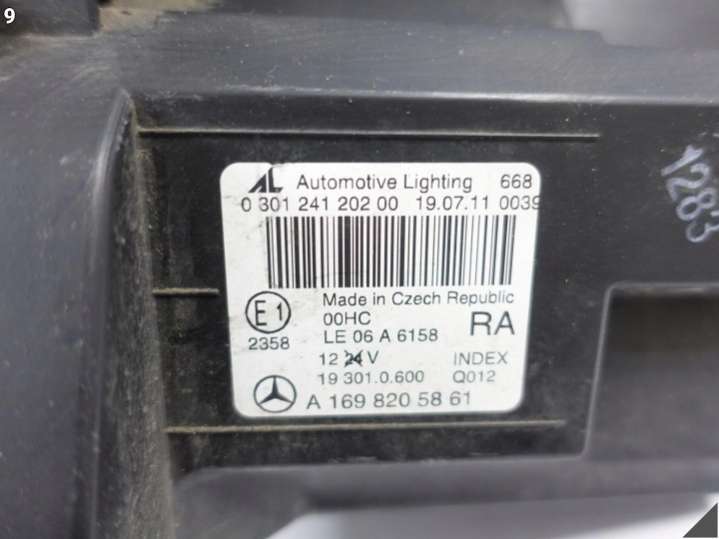 9
AL Automotive Lighting 668
0 301 241 202 00 19.07.11 0039
Made in Czech Republic
E1 00HC RA
2358 LE 06 A 6158
12 24 V INDEX
19 301.0.600 Q012
A 169 820 58 61
1283